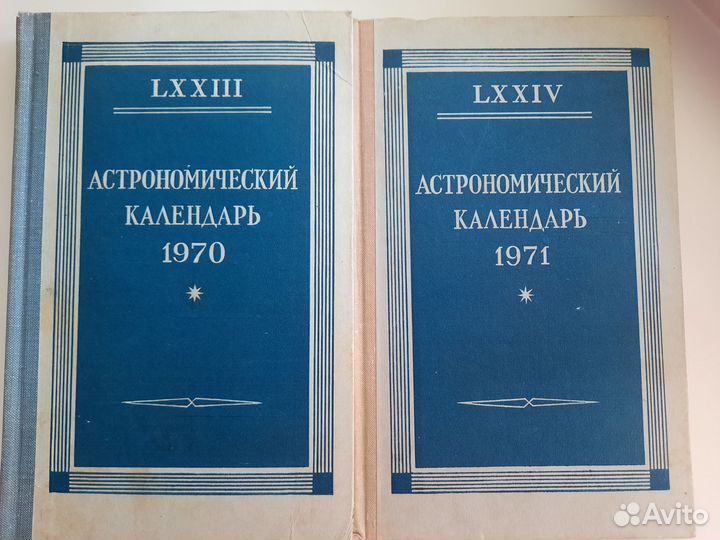 LXXIII
АСТРОНОМИЧЕСКИЙ
КАЛЕНДАРЬ
1970
LXXIV
АСТРОНОМИЧЕСКИЙ
КАЛЕНДАРЬ
1971
Avito